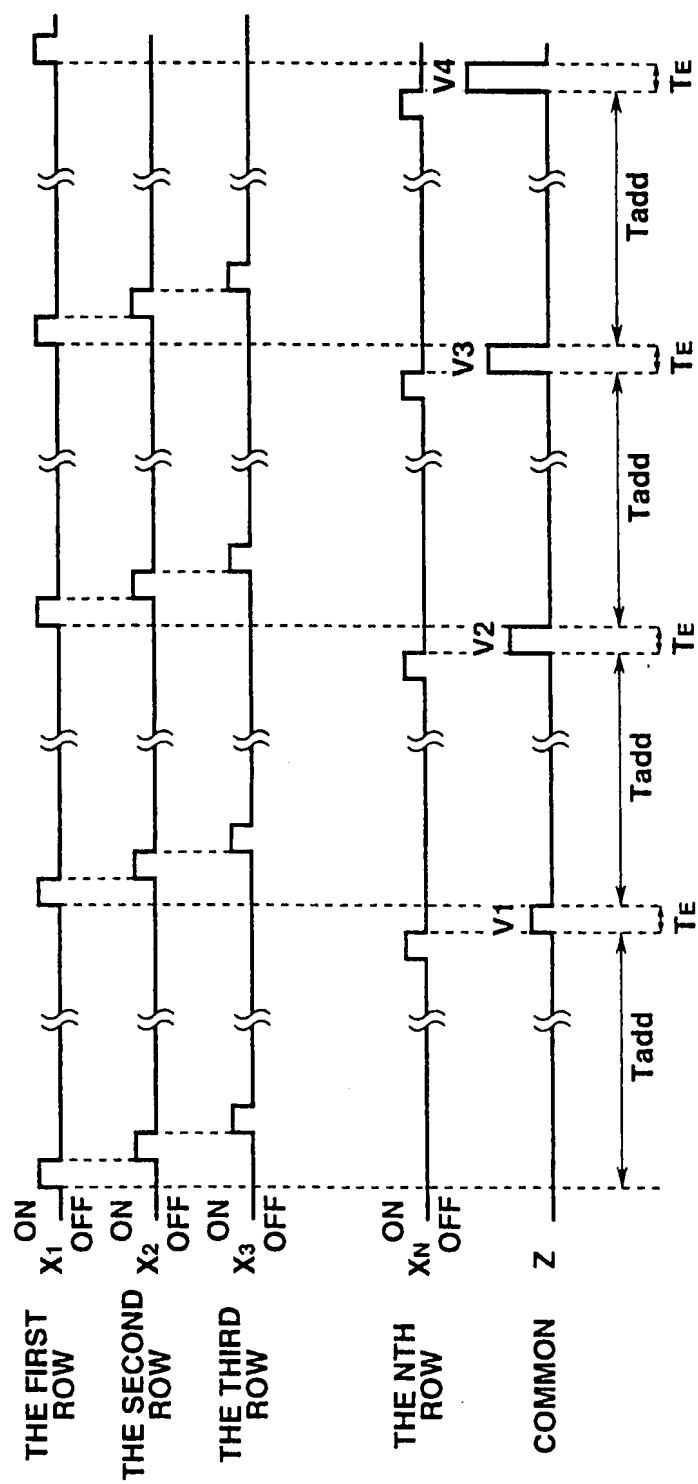 THE FIRST
ROW
X1
ON
OFF
THE SECOND
ROW
X2
ON
OFF
THE THIRD
ROW
X3
ON
OFF
THE NTH
ROW
XN
ON
OFF
V1
V2
V3
V4
COMMON
Z
Tadd
TE
Tadd
TE
Tadd
TE
Tadd
TE